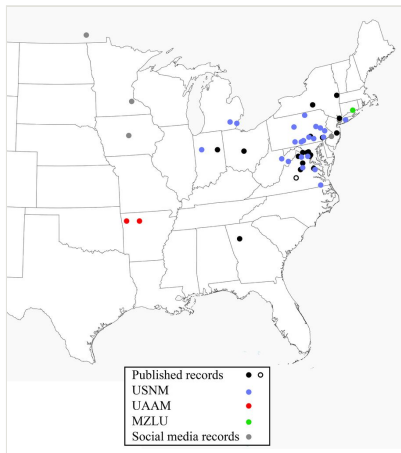 Published records
USNM
UAAM
MZLU
Social media records